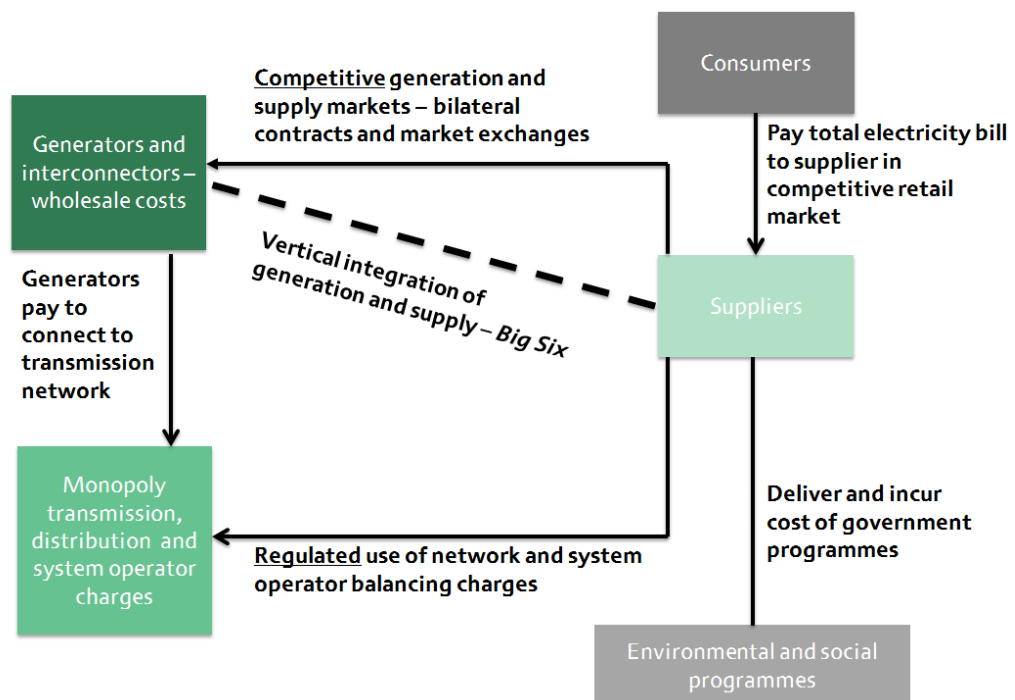 Consumers
Competitive generation and
supply markets – bilateral
contracts and market exchanges
Generators and
interconnectors –
wholesale costs
Pay total electricity bill
to supplier in
competitive retail
market
Vertical integration of
generation and supply – Big Six
Suppliers
Generators
pay to
connect to
transmission
network
Monopoly
transmission,
distribution and
system operator
charges
Deliver and incur
cost of government
programmes
Regulated use of network and system
operator balancing charges
Environmental and social
programmes